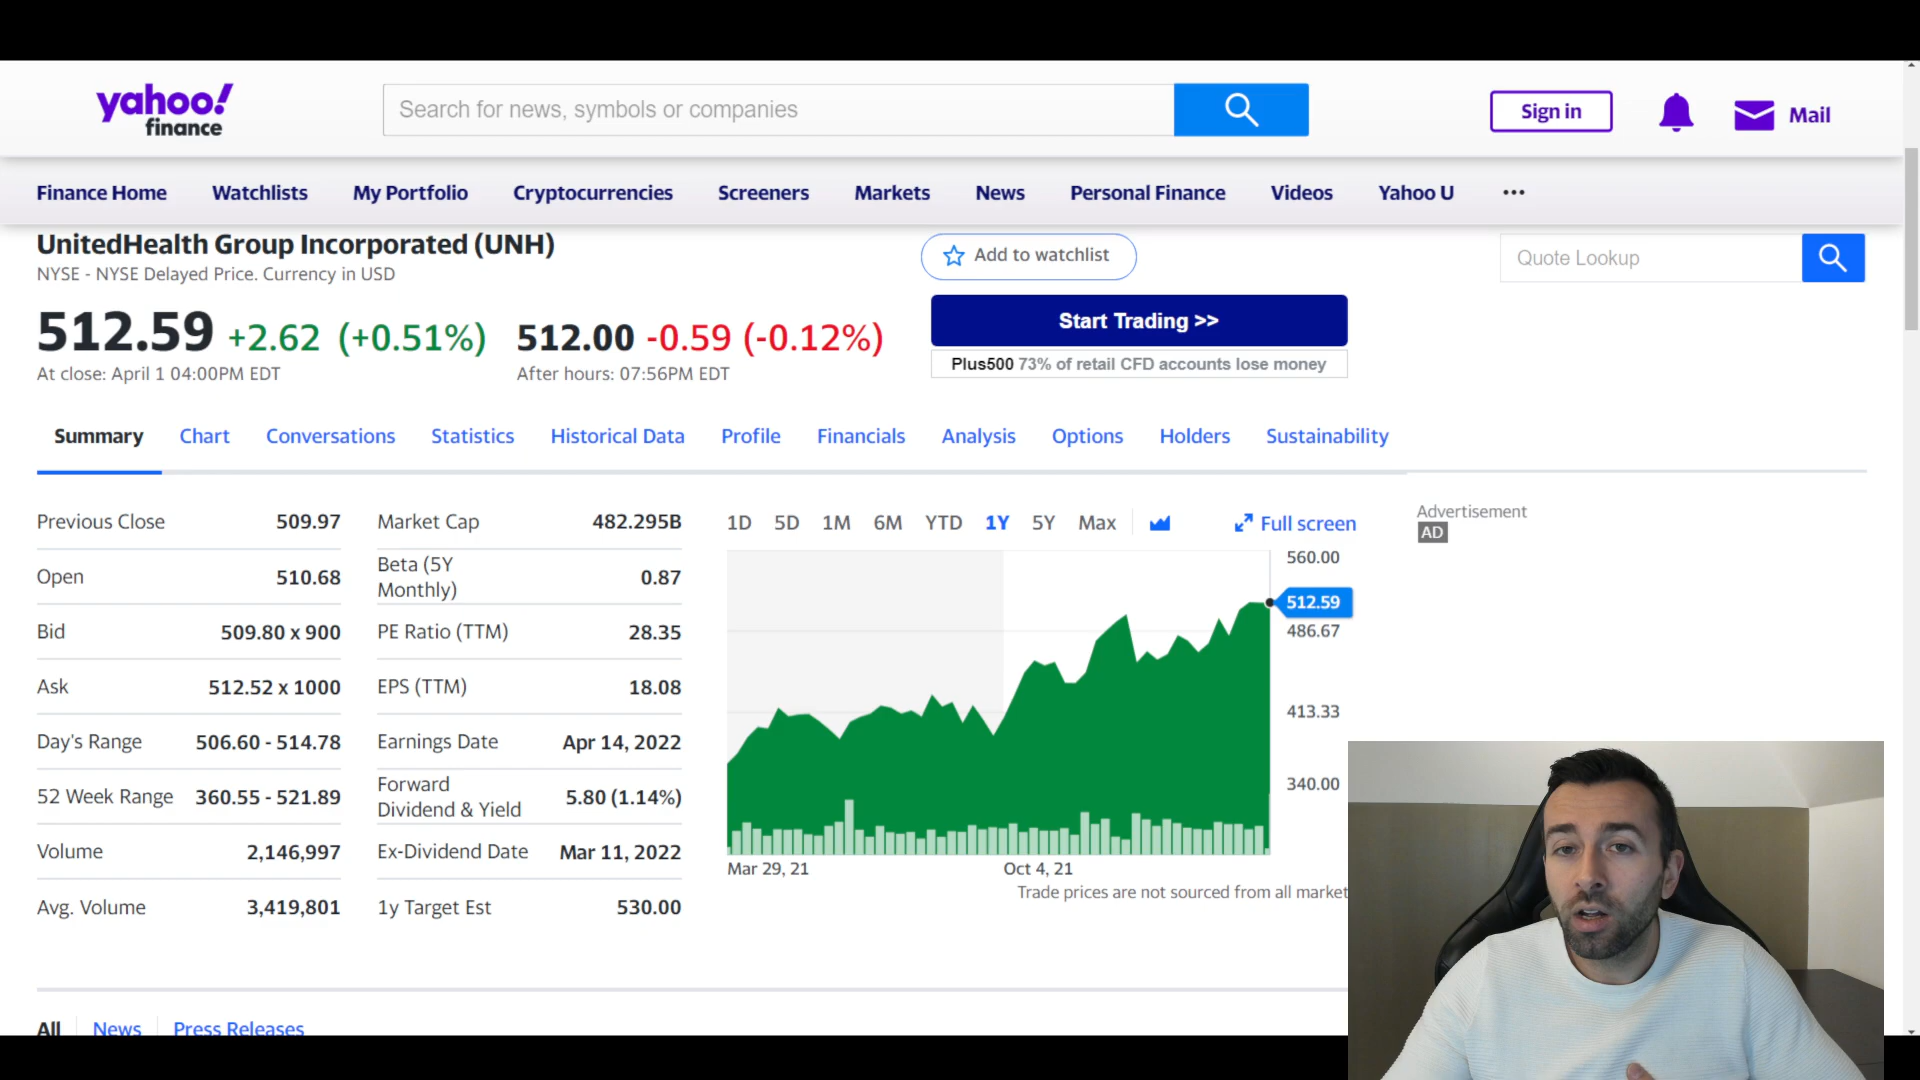 yahoo!
finance
Search for news, symbols or companies
Sign in
Mail
Finance Home
Watchlists
My Portfolio
Cryptocurrencies
Screeners
Markets
News
Personal Finance
Videos
Yahoo U
•••
UnitedHealth Group Incorporated (UNH)
NYSE - NYSE Delayed Price. Currency in USD
Add to watchlist
Quote Lookup
512.59 +2.62 (+0.51%)
At close: April 1 04:00PM EDT
512.00 -0.59 (-0.12%)
After hours: 07:56PM EDT
Start Trading >>
Plus500 73% of retail CFD accounts lose money
Summary
Chart
Conversations
Statistics
Historical Data
Profile
Financials
Analysis
Options
Holders
Sustainability
Previous Close 509.97
Open 510.68
Bid 509.80 x 900
Ask 512.52 x 1000
Day's Range 506.60 - 514.78
52 Week Range 360.55 - 521.89
Volume 2,146,997
Avg. Volume 3,419,801
Market Cap 482.295B
Beta (5Y
Monthly) 0.87
PE Ratio (TTM) 28.35
EPS (TTM) 18.08
Earnings Date Apr 14, 2022
Forward
Dividend & Yield 5.80 (1.14%)
Ex-Dividend Date Mar 11, 2022
1y Target Est 530.00
1D 5D 1M 6M YTD 1Y 5Y Max
Full screen
560.00
512.59
486.67
413.33
340.00
Mar 29, 21
Oct 4, 21
Trade prices are not sourced from all market
Advertisement
AD
All
News
Press Releases